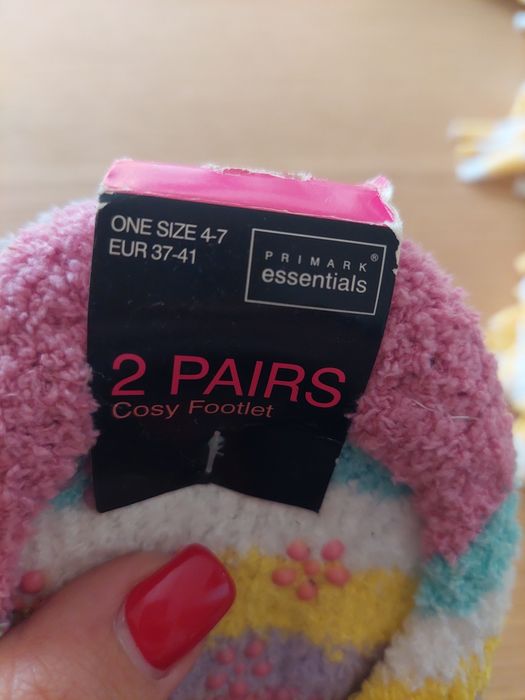 ONE SIZE 4-7
EUR 37-41
PRIMARK®
essentials
2 PAIRS
Cosy Footlet